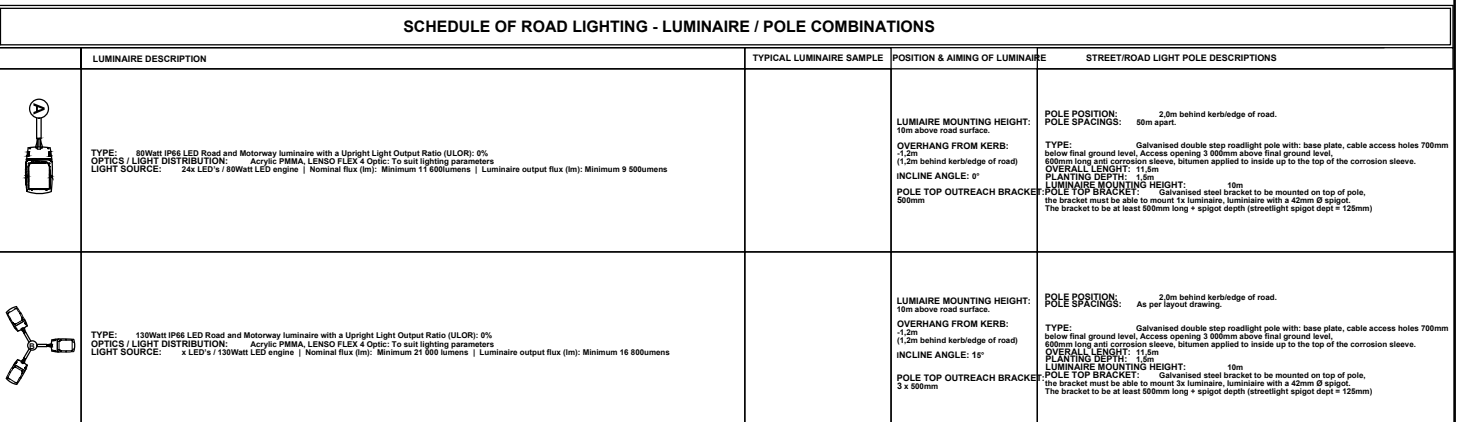 SCHEDULE OF ROAD LIGHTING - LUMINAIRE / POLE COMBINATIONS
LUMINAIRE DESCRIPTION
TYPICAL LUMINAIRE SAMPLE
POSITION & AIMING OF LUMINAIRE
STREET/ROAD LIGHT POLE DESCRIPTIONS
A
TYPE: 80Watt IP66 LED Road and Motorway luminaire with a Upright Light Output Ratio (ULOR): 0%
OPTICS / LIGHT DISTRIBUTION: Acrylic PMMA, LENSO FLEX 4 Optic: To suit lighting parameters
LIGHT SOURCE: 24x LED's / 80Watt LED engine | Nominal flux (lm): Minimum 11 600lumens | Luminaire output flux (lm): Minimum 9 500lumens
LUMIAIRE MOUNTING HEIGHT:
10m above road surface.
OVERHANG FROM KERB:
-1,2m
(1,2m behind kerb/edge of road)
INCLINE ANGLE: 0°
POLE TOP OUTREACH BRACKET:
500mm
POLE POSITION: 2,0m behind kerb/edge of road.
POLE SPACINGS: 50m apart.
TYPE: Galvanised double step roadlight pole with: base plate, cable access holes 700mm
below final ground level, Access opening 3 000mm above final ground level,
600mm long anti corrosion sleeve, bitumen applied to inside up to the top of the corrosion sleeve.
OVERALL LENGHT: 11,5m
PLANTING DEPTH: 1,5m
LUMINAIRE MOUNTING HEIGHT: 10m
POLE TOP BRACKET: Galvanised steel bracket to be mounted on top of pole,
the bracket must be able to mount 1x luminaire, luminiaire with a 42mm Ø spigot.
The bracket to be at least 500mm long + spigot depth (streetlight spigot dept = 125mm)
B
TYPE: 130Watt IP66 LED Road and Motorway luminaire with a Upright Light Output Ratio (ULOR): 0%
OPTICS / LIGHT DISTRIBUTION: Acrylic PMMA, LENSO FLEX 4 Optic: To suit lighting parameters
LIGHT SOURCE: x LED's / 130Watt LED engine | Nominal flux (lm): Minimum 21 000 lumens | Luminaire output flux (lm): Minimum 16 800lumens
LUMIAIRE MOUNTING HEIGHT:
10m above road surface.
OVERHANG FROM KERB:
-1,2m
(1,2m behind kerb/edge of road)
INCLINE ANGLE: 15°
POLE TOP OUTREACH BRACKET:
3 x 500mm
POLE POSITION: 2,0m behind kerb/edge of road.
POLE SPACINGS: As per layout drawing.
TYPE: Galvanised double step roadlight pole with: base plate, cable access holes 700mm
below final ground level, Access opening 3 000mm above final ground level,
600mm long anti corrosion sleeve, bitumen applied to inside up to the top of the corrosion sleeve.
OVERALL LENGHT: 11,5m
PLANTING DEPTH: 1,5m
LUMINAIRE MOUNTING HEIGHT: 10m
POLE TOP BRACKET: Galvanised steel bracket to be mounted on top of pole,
the bracket must be able to mount 3x luminaire, luminiaire with a 42mm Ø spigot.
The bracket to be at least 500mm long + spigot depth (streetlight spigot dept = 125mm)